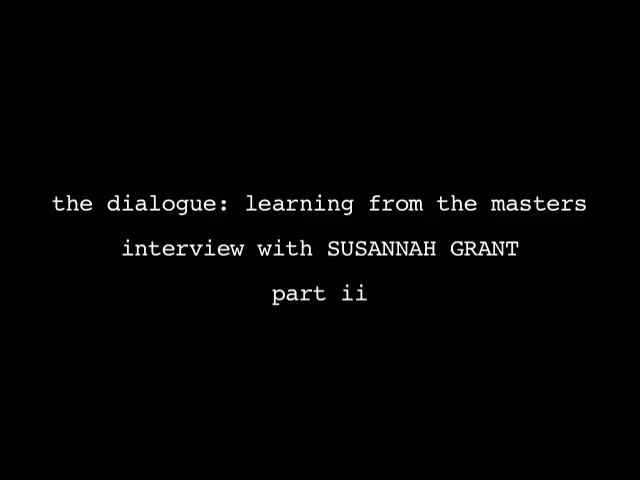 the dialogue: learning from the masters
interview with SUSANNAH GRANT
part ii